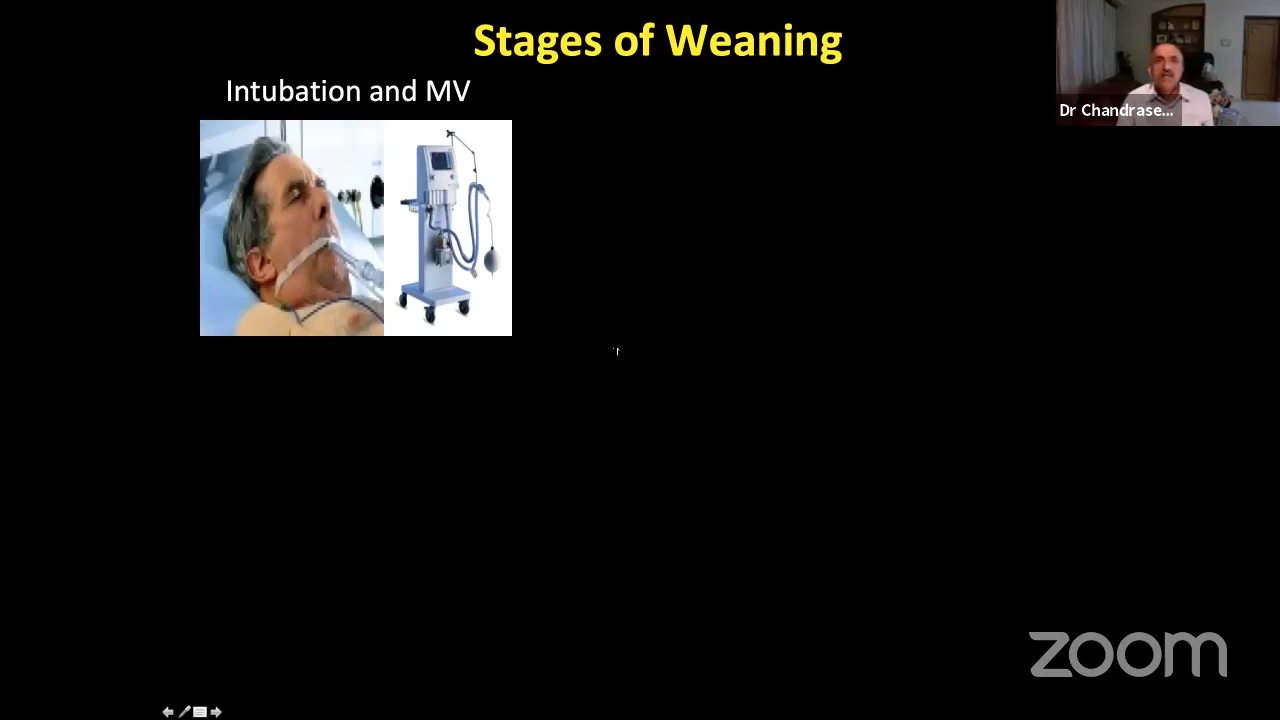 Stages of Weaning
Intubation and MV
Dr Chandrase...
zoom